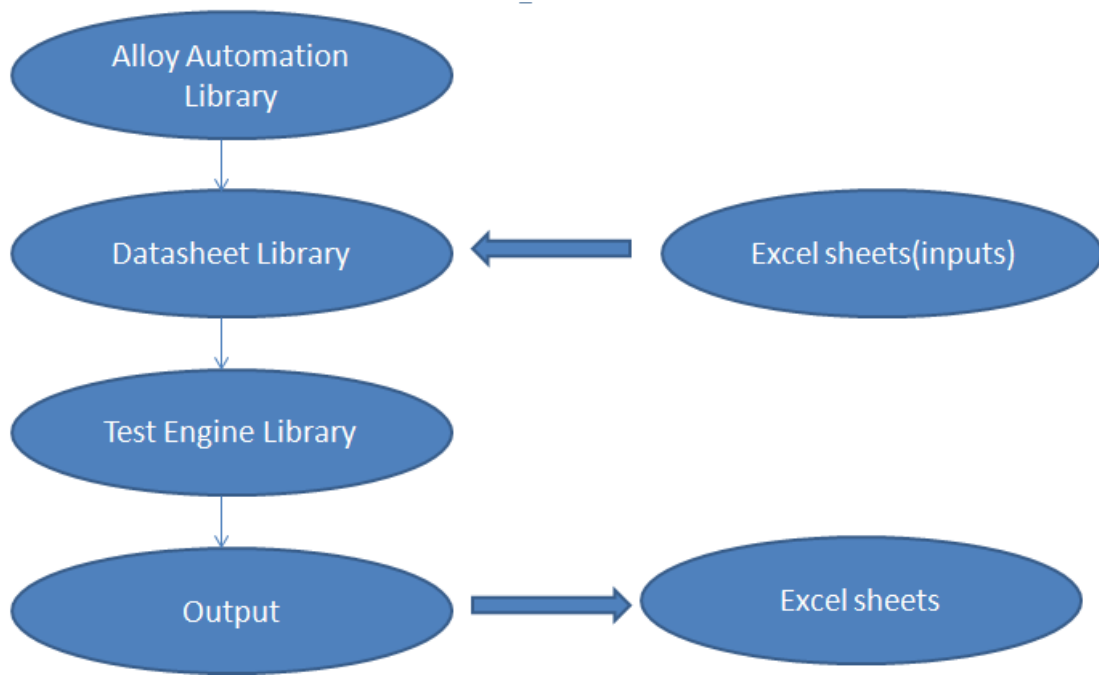 Alloy Automation
Library
Datasheet Library
Excel sheets(inputs)
Test Engine Library
Output
Excel sheets